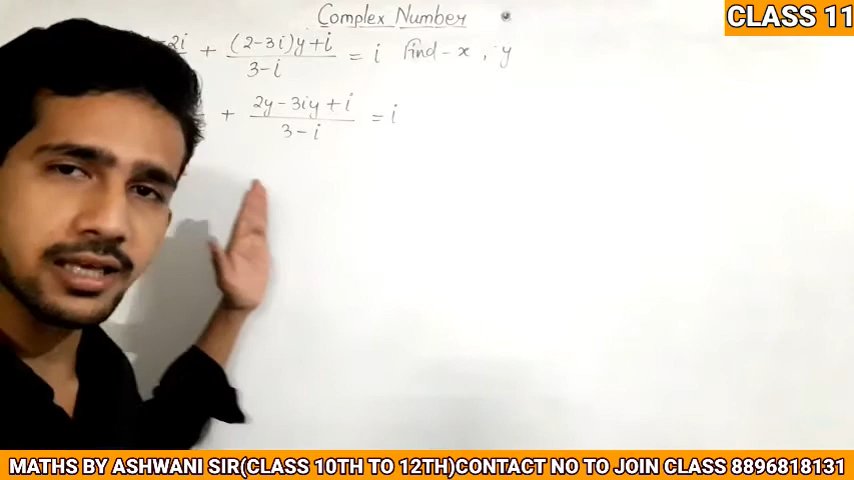 Complex Number
CLASS 11
-2i + (2-3i)y+i / 3-i = i Find - x, y
+ 2y-3iy+i / 3-i = i
MATHS BY ASHWANI SIR(CLASS 10TH TO 12TH)CONTACT NO TO JOIN CLASS 8896818131